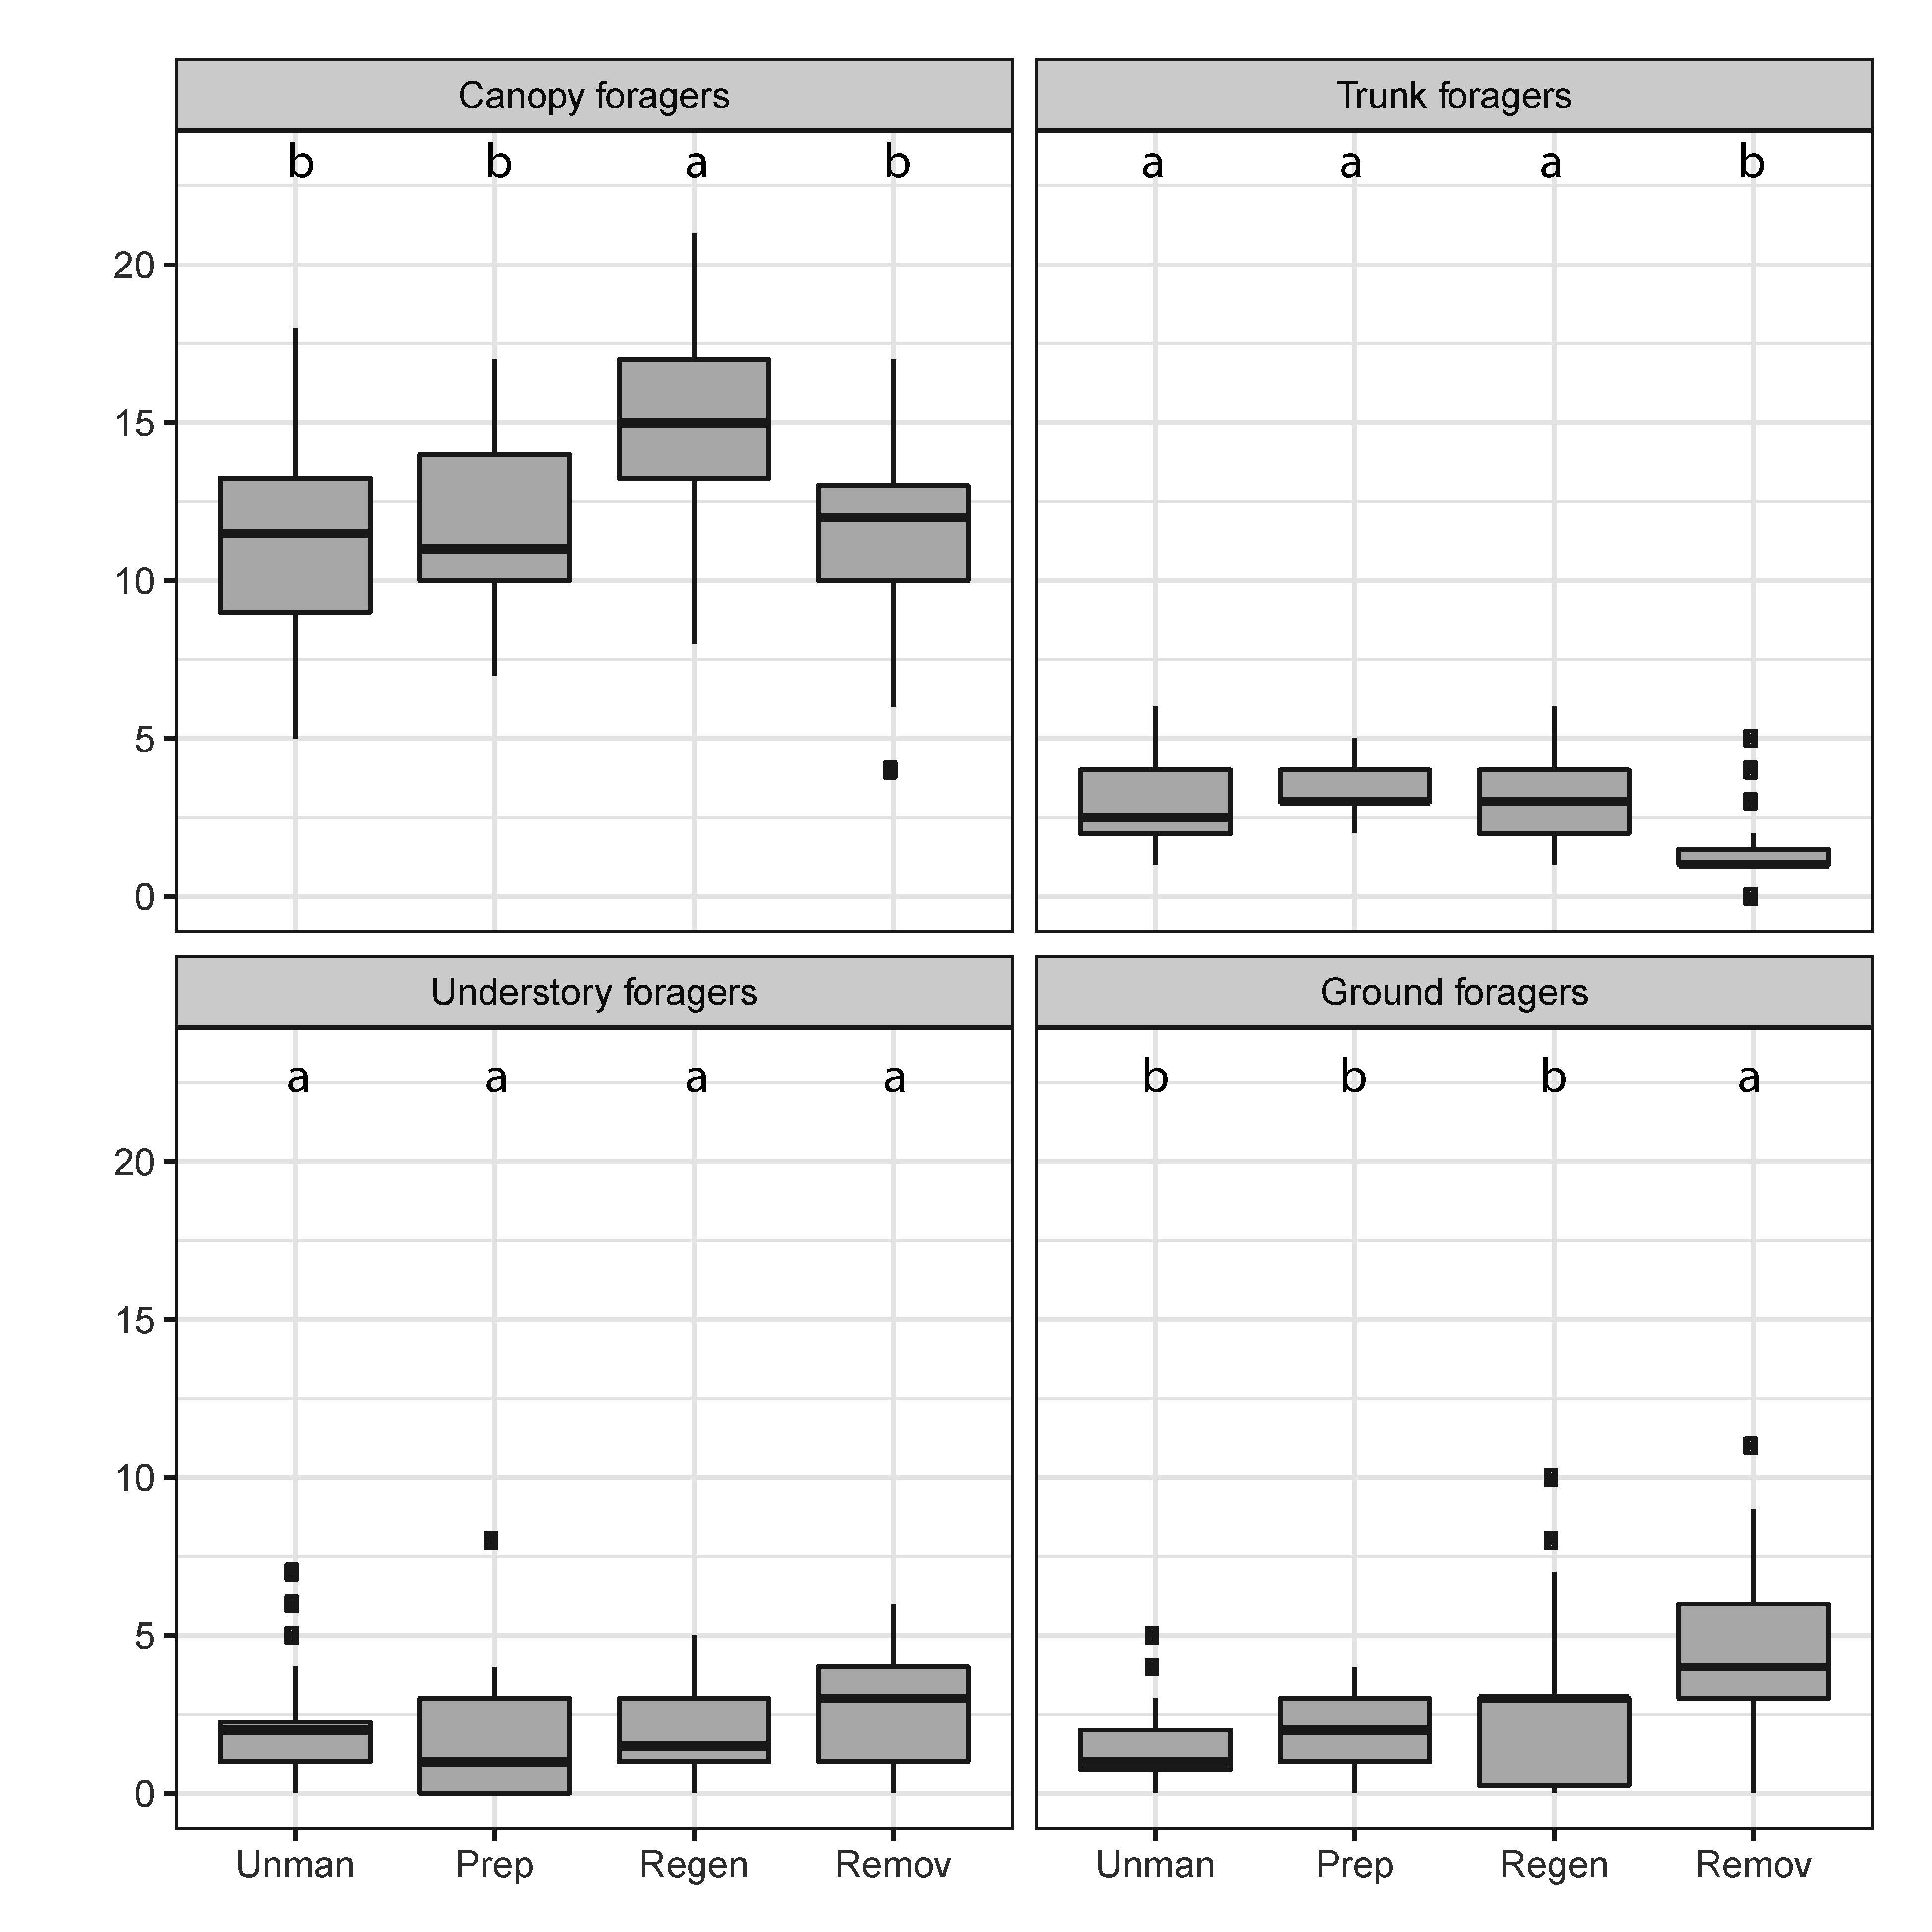 Canopy foragers
Trunk foragers
b b a b
a a a b
20
15
10
5
0
Understory foragers
Ground foragers
a a a a
b b b a
20
15
10
5
0
Unman Prep Regen Remov
Unman Prep Regen Remov